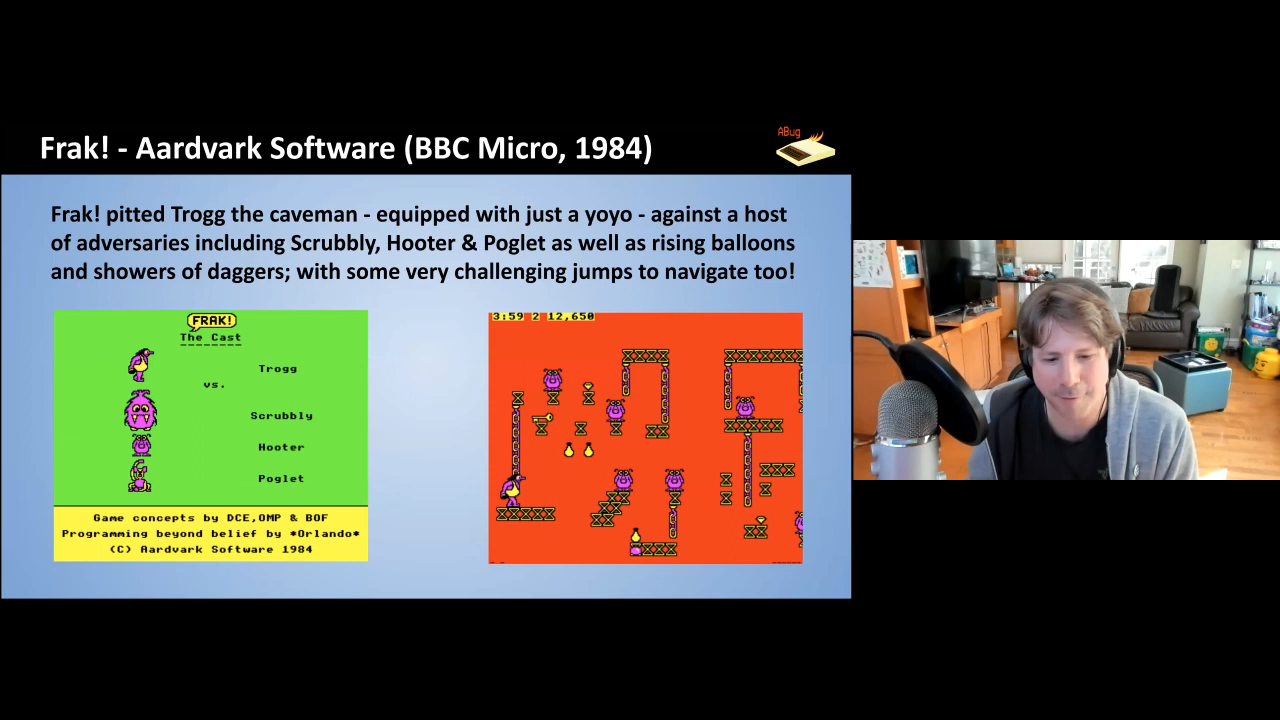 Frak! - Aardvark Software (BBC Micro, 1984)
ABug
Frak! pitted Trogg the caveman - equipped with just a yoyo - against a host
of adversaries including Scrubbly, Hooter & Poglet as well as rising balloons
and showers of daggers; with some very challenging jumps to navigate too!
FRAK!
The Cast
Trogg
vs.
Scrubbly
Hooter
Poglet
Game concepts by DCE,OMP & BOF
Programming beyond belief by *Orlando*
(C) Aardvark Software 1984
3:59 2 12,650